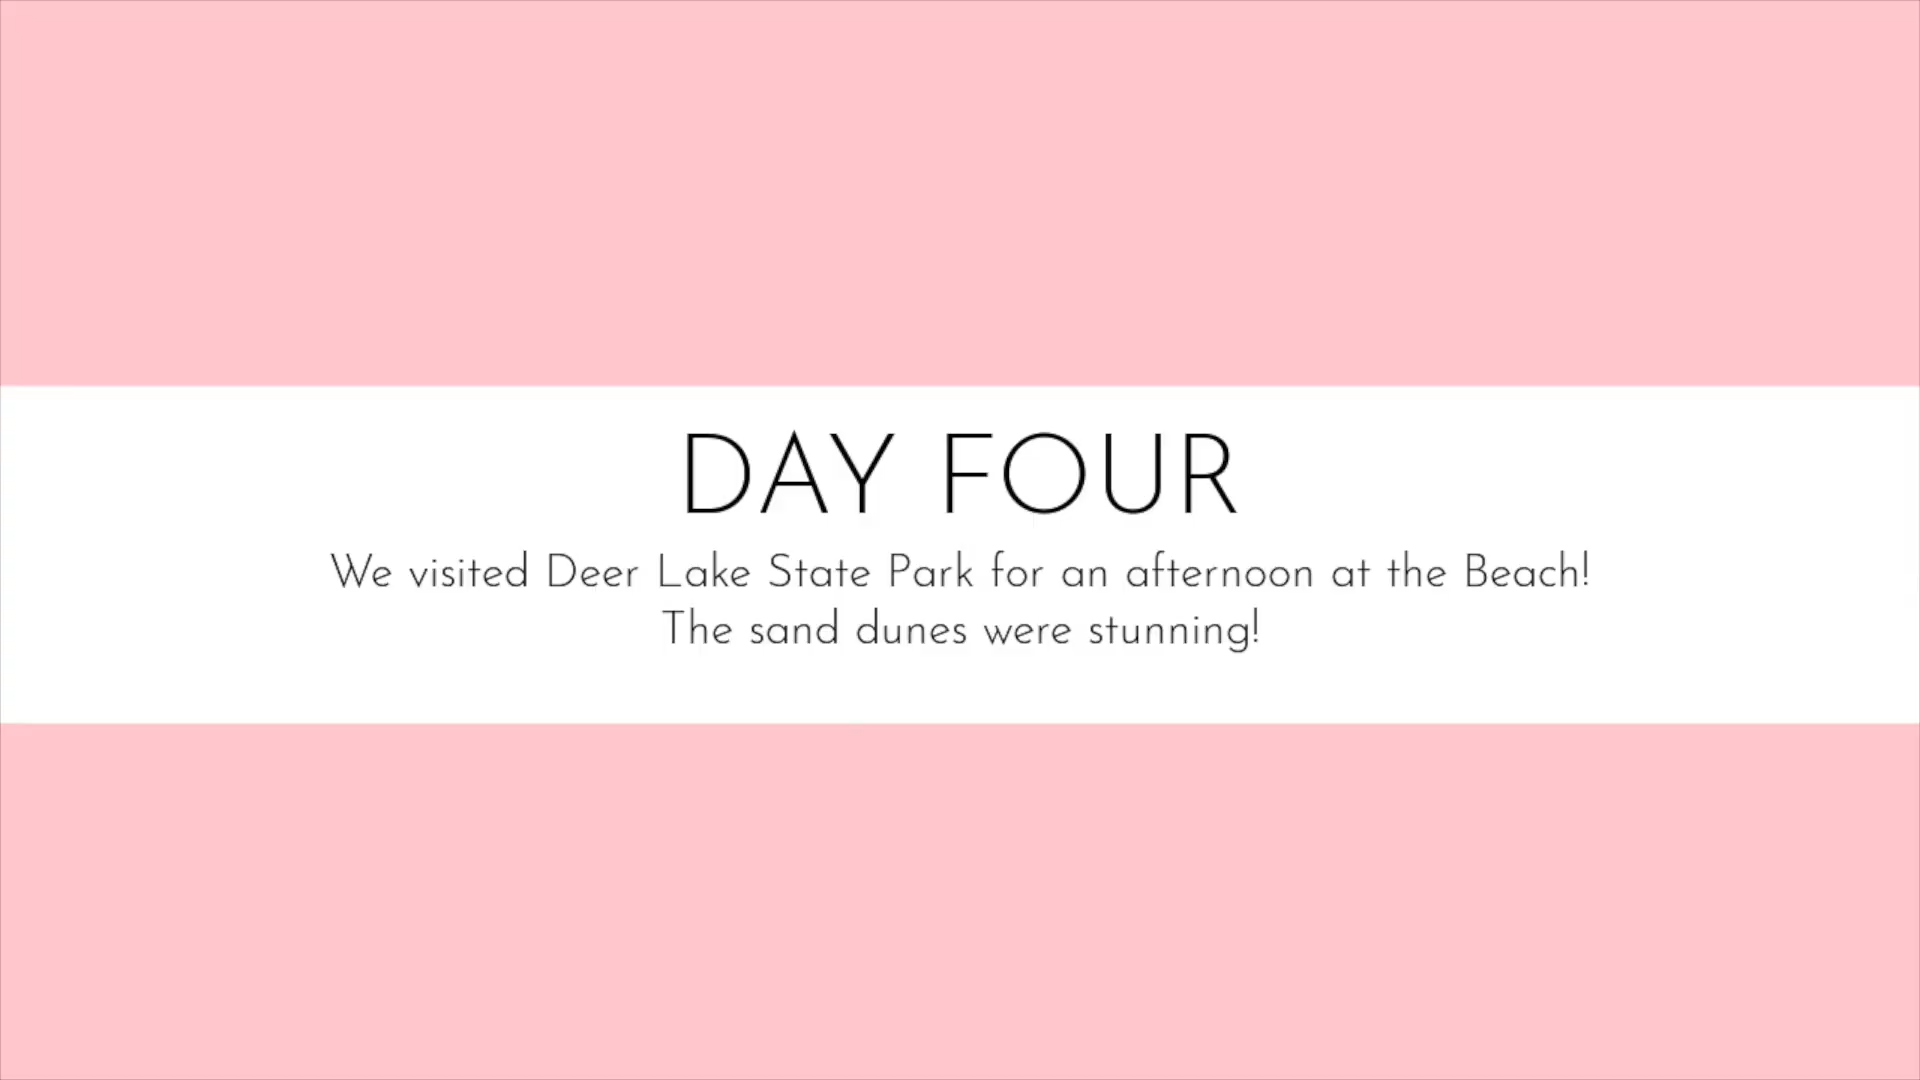 DAY FOUR
We visited Deer Lake State Park for an afternoon at the Beach!
The sand dunes were stunning!